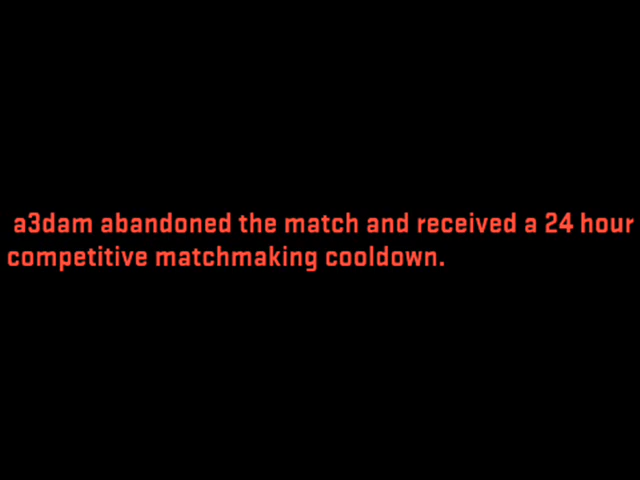 a3dam abandoned the match and received a 24 hour
competitive matchmaking cooldown.